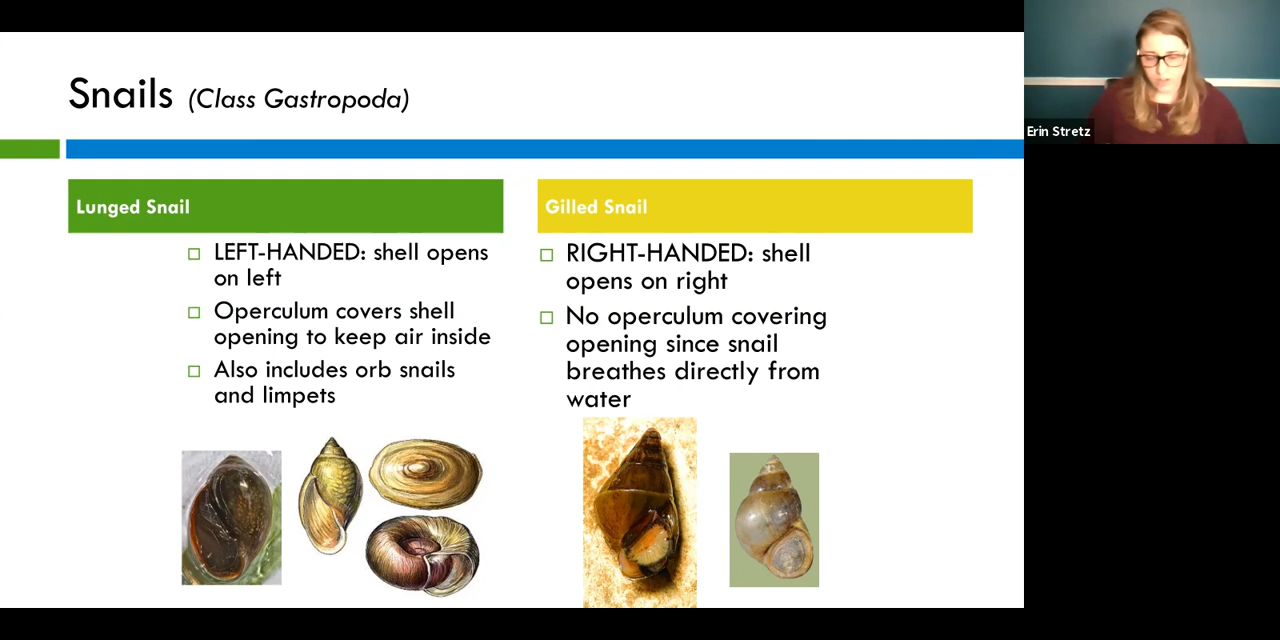 Snails (Class Gastropoda)
Erin Stretz
Lunged Snail
LEFT-HANDED: shell opens
on left
Operculum covers shell
opening to keep air inside
Also includes orb snails
and limpets
Gilled Snail
RIGHT-HANDED: shell
opens on right
No operculum covering
opening since snail
breathes directly from
water